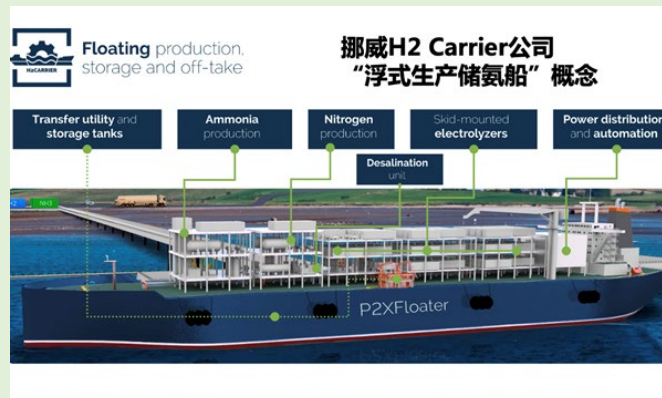 H2CARRIER
Floating production,
storage and off-take
挪威H2 Carrier公司
“浮式生产储氨船”概念
Transfer utility and
storage tanks
Ammonia
production
Nitrogen
production
Skid-mounted
electrolyzers
Power distribution
and automation
Desalination
unit
H2
NH3
P2XFloater